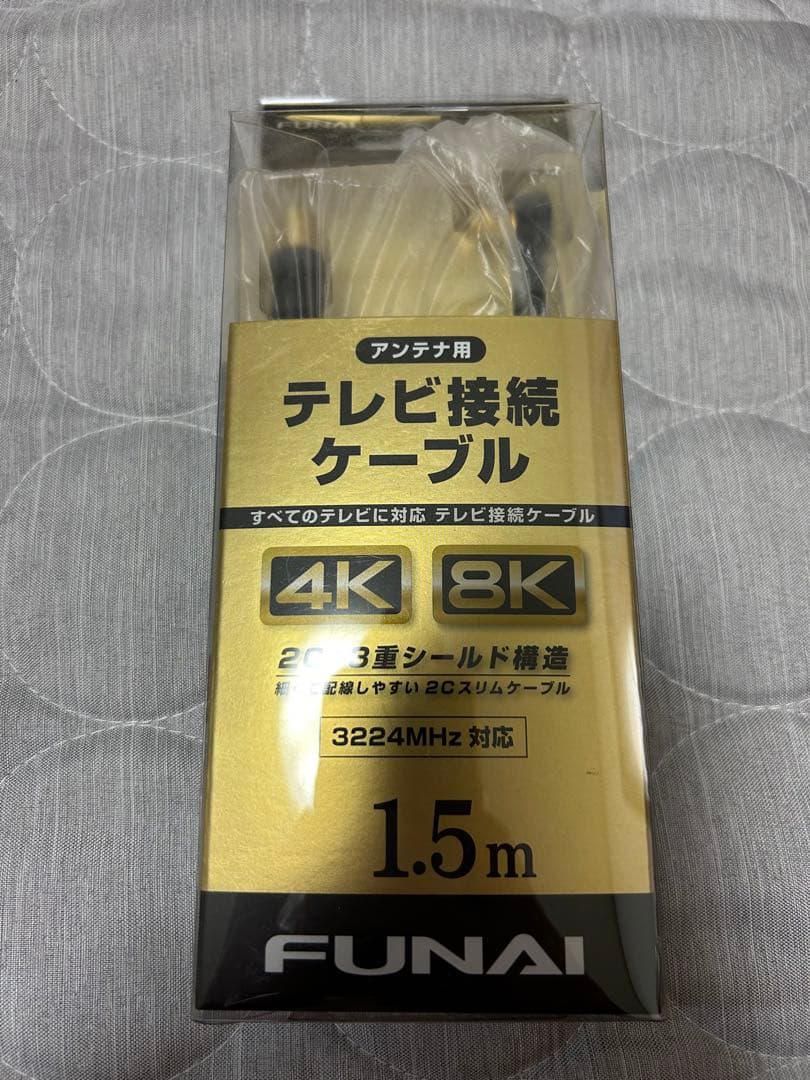 FUNAI
アンテナ用
テレビ接続
ケーブル
すべてのテレビに対応 テレビ接続ケーブル
4K 8K
3重シールド構造
配線しやすい 2Cスリムケーブル
3224MHz 対応
1.5m
FUNAI